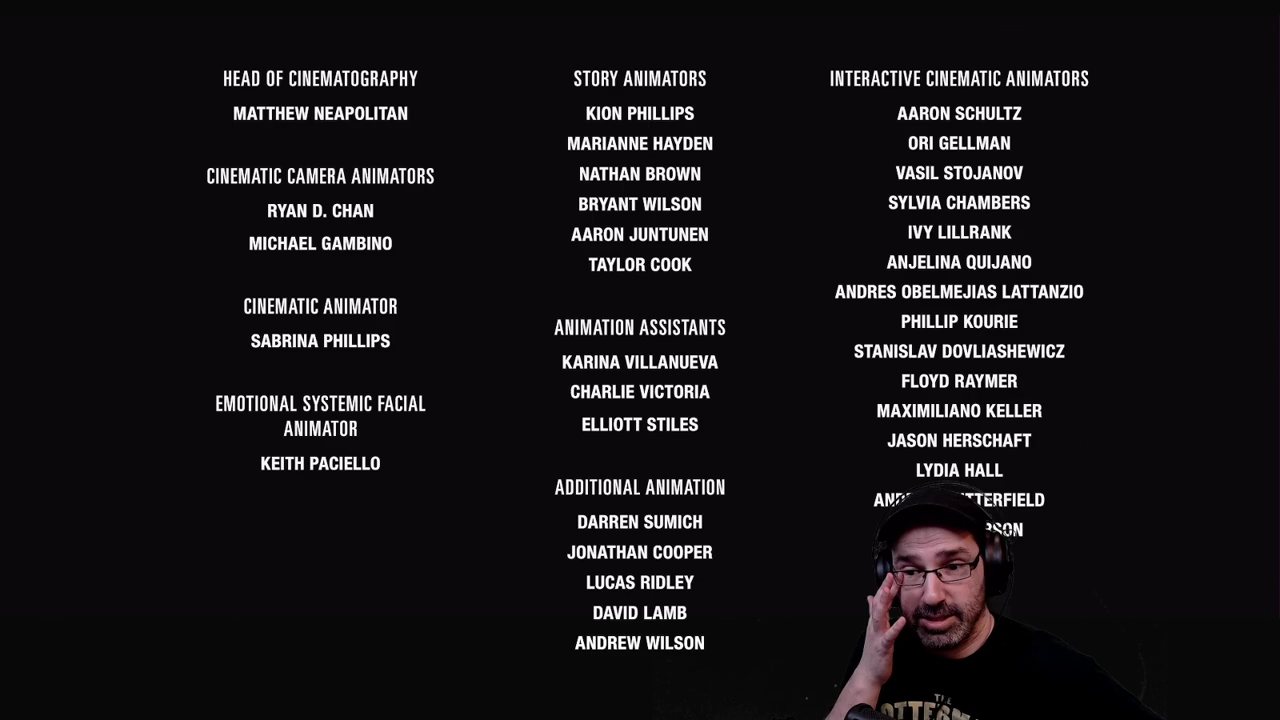 HEAD OF CINEMATOGRAPHY
MATTHEW NEAPOLITAN
CINEMATIC CAMERA ANIMATORS
RYAN D. CHAN
MICHAEL GAMBINO
CINEMATIC ANIMATOR
SABRINA PHILLIPS
EMOTIONAL SYSTEMIC FACIAL
ANIMATOR
KEITH PACIELLO
STORY ANIMATORS
KION PHILLIPS
MARIANNE HAYDEN
NATHAN BROWN
BRYANT WILSON
AARON JUNTUNEN
TAYLOR COOK
ANIMATION ASSISTANTS
KARINA VILLANUEVA
CHARLIE VICTORIA
ELLIOTT STILES
ADDITIONAL ANIMATION
DARREN SUMICH
JONATHAN COOPER
LUCAS RIDLEY
DAVID LAMB
ANDREW WILSON
INTERACTIVE CINEMATIC ANIMATORS
AARON SCHULTZ
ORI GELLMAN
VASIL STOJANOV
SYLVIA CHAMBERS
IVY LILLRANK
ANJELINA QUIJANO
ANDRES OBELMEJIAS LATTANZIO
PHILLIP KOURIE
STANISLAV DOVLIASHEWICZ
FLOYD RAYMER
MAXIMILIANO KELLER
JASON HERSCHAFT
LYDIA HALL
THE